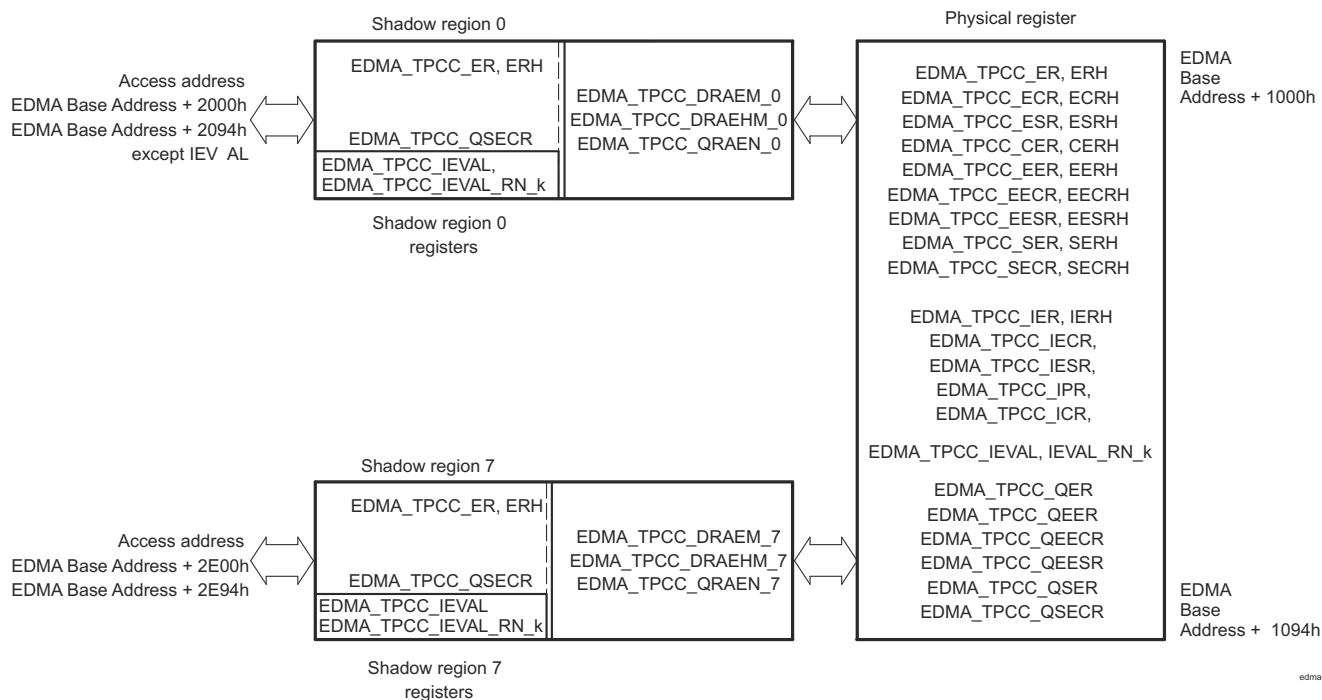 Shadow region 0
Access address
EDMA Base Address + 2000h
EDMA Base Address + 2094h
except IEV AL
EDMA_TPCC_ER, ERH
EDMA_TPCC_QSECR
EDMA_TPCC_IEVAL,
EDMA_TPCC_IEVAL_RN_k
EDMA_TPCC_DRAEM_0
EDMA_TPCC_DRAEHM_0
EDMA_TPCC_QRAEN_0
Shadow region 0
registers
Shadow region 7
Access address
EDMA Base Address + 2E00h
EDMA Base Address + 2E94h
EDMA_TPCC_ER, ERH
EDMA_TPCC_QSECR
EDMA_TPCC_IEVAL
EDMA_TPCC_IEVAL_RN_k
EDMA_TPCC_DRAEM_7
EDMA_TPCC_DRAEHM_7
EDMA_TPCC_QRAEN_7
Shadow region 7
registers
Physical register
EDMA_TPCC_ER, ERH
EDMA_TPCC_ECR, ECRH
EDMA_TPCC_ESR, ESRH
EDMA_TPCC_CER, CERH
EDMA_TPCC_EER, EERH
EDMA_TPCC_EECR, EECRH
EDMA_TPCC_EESR, EESRH
EDMA_TPCC_SER, SERH
EDMA_TPCC_SECR, SECRH
EDMA_TPCC_IER, IERH
EDMA_TPCC_IECR,
EDMA_TPCC_IESR,
EDMA_TPCC_IPR,
EDMA_TPCC_ICR,
EDMA_TPCC_IEVAL, IEVAL_RN_k
EDMA_TPCC_QER
EDMA_TPCC_QEER
EDMA_TPCC_QEECR
EDMA_TPCC_QEESR
EDMA_TPCC_QSER
EDMA_TPCC_QSECR
EDMA
Base
Address + 1000h
EDMA
Base
Address + 1094h
edma